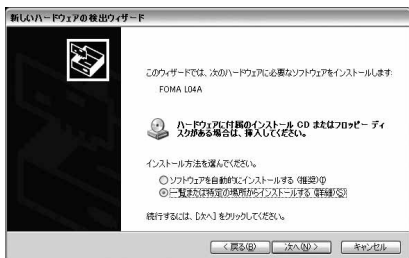 新しいハードウェアの検出ウィザード
このウィザードでは、次のハードウェアに必要なソフトウェアをインストールします:
FOMA L04A
ハードウェアに付属のインストール CD またはフロッピー ディ
スクがある場合は、挿入してください。
インストール方法を選んでください。
ソフトウェアを自動的にインストールする (推奨)(I)
一覧または特定の場所からインストールする (詳細)(S)
続行するには、[次へ] をクリックしてください。
< 戻る(B) 次へ(N) > キャンセル